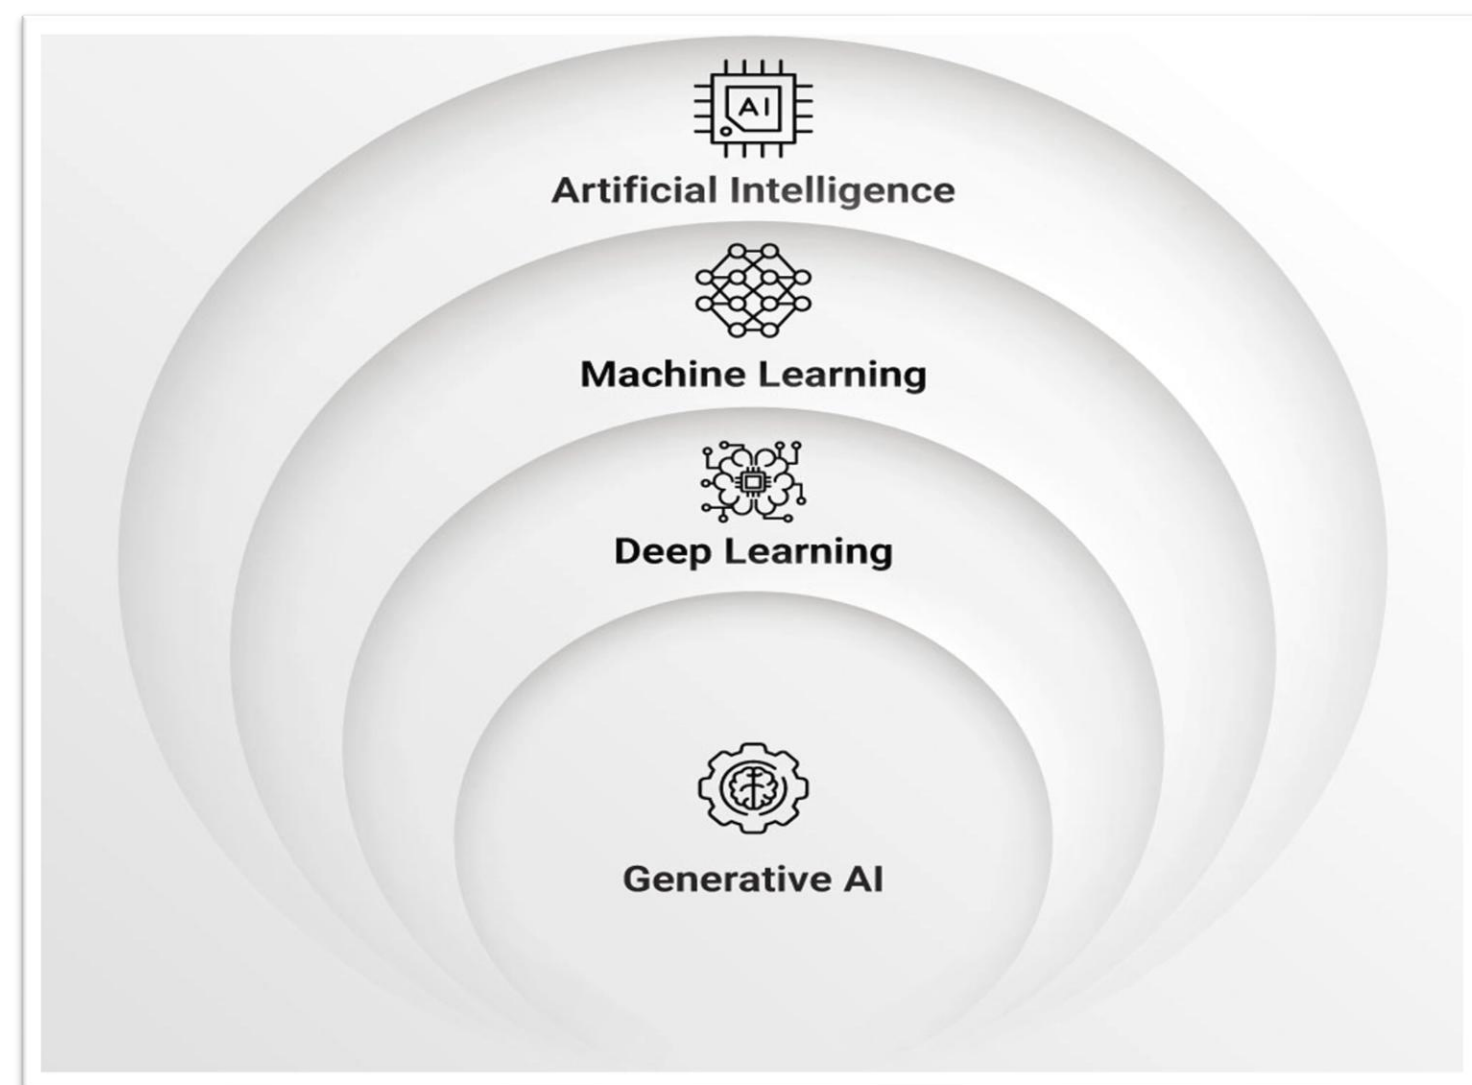 AI
Artificial Intelligence
Machine Learning
Deep Learning
Generative AI